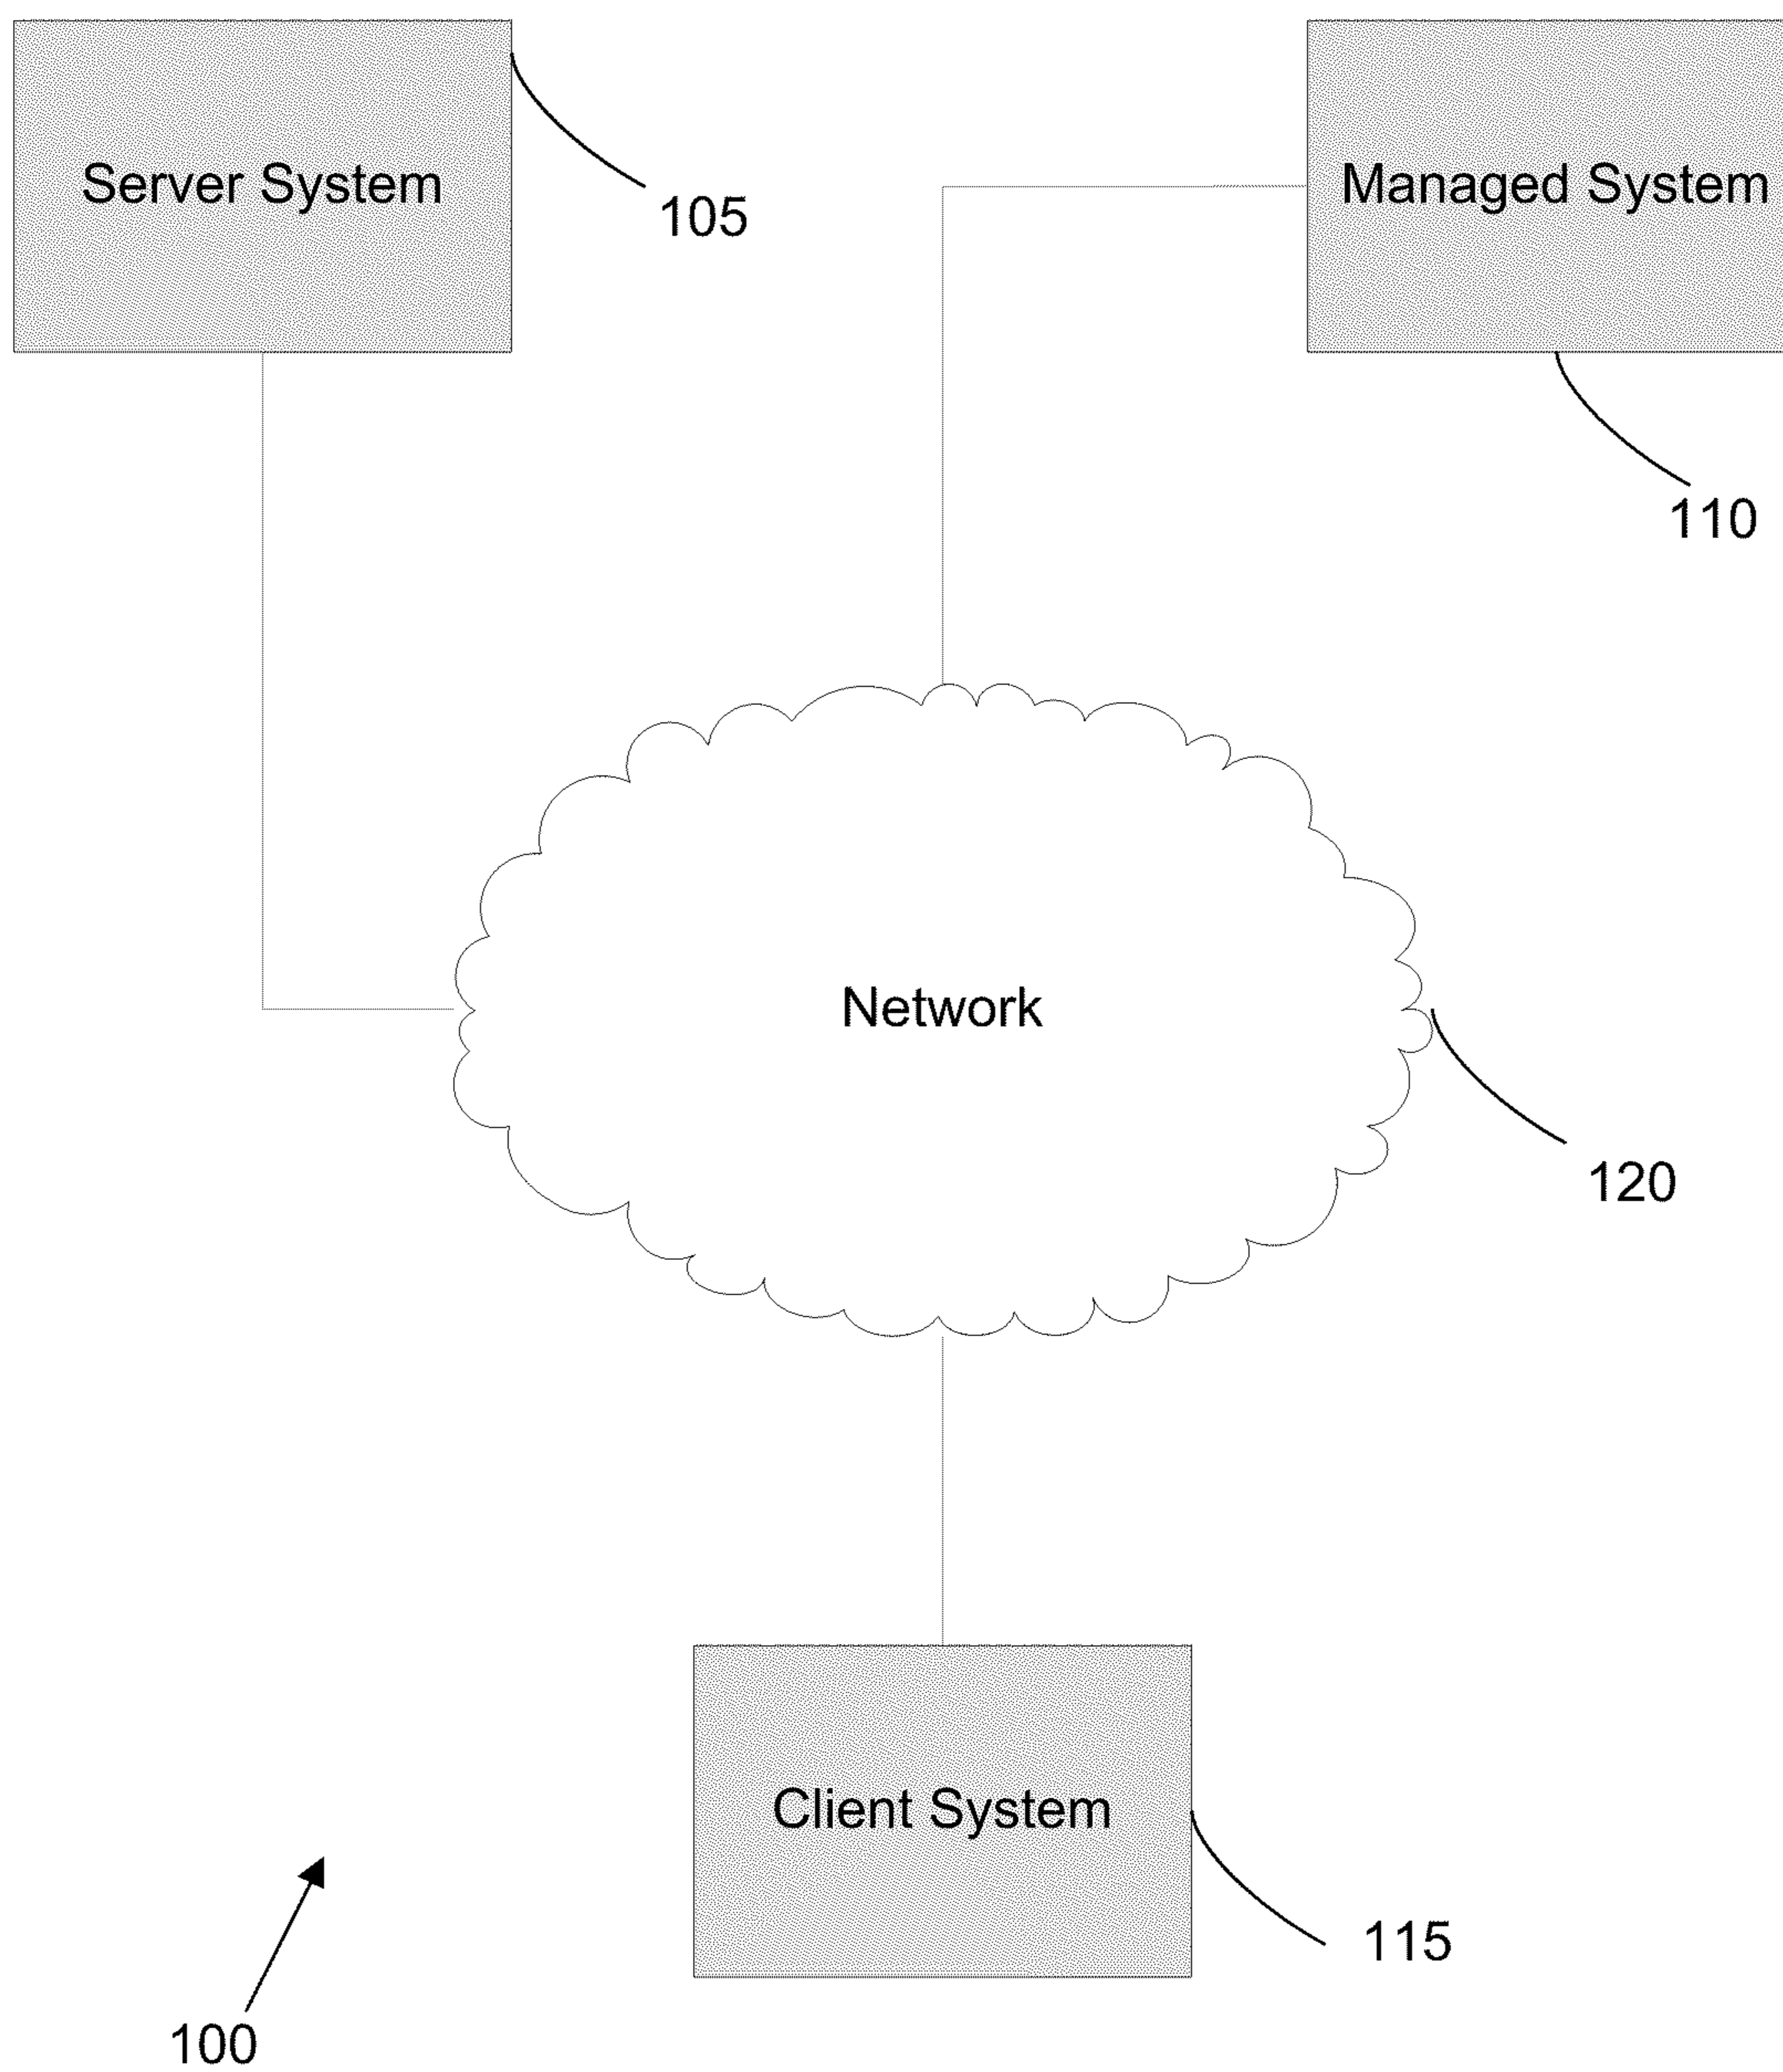 Server System
Managed System
105
110
Network
120
Client System
115
100